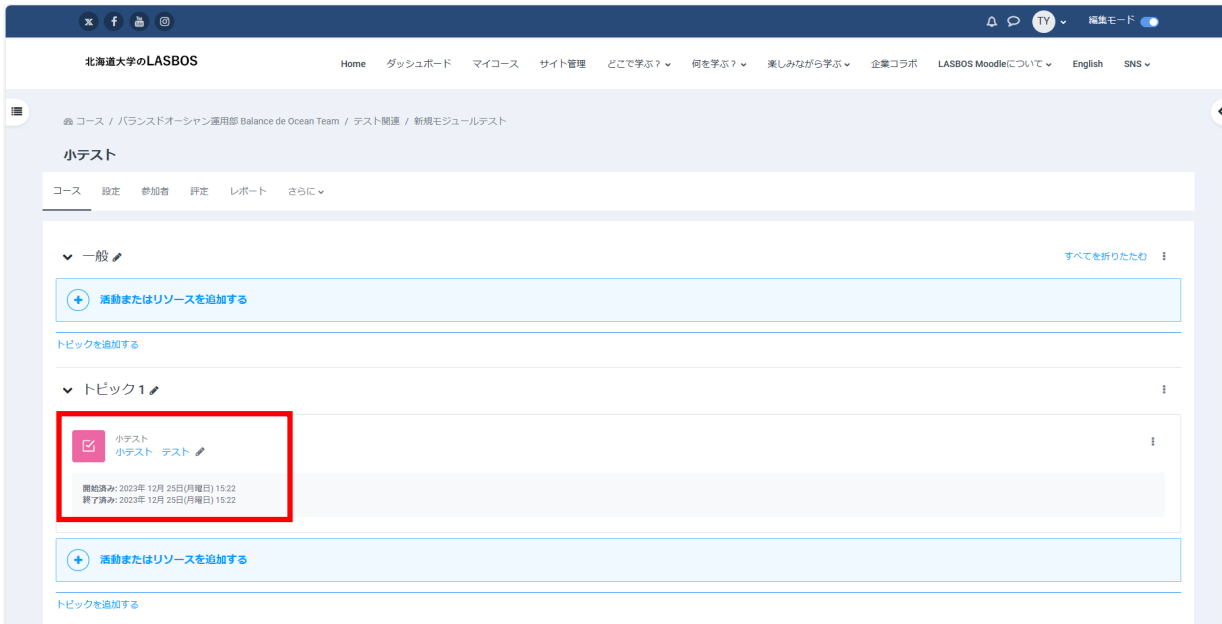 TY 編集モード
北海道大学のLASBOS Home ダッシュボード マイコース サイト管理 どこで学ぶ？ 何を学ぶ？ 楽しみながら学ぶ 企業コラボ LASBOS Moodleについて English SNS
コース / バランスドオーシャン運用部 Balance de Ocean Team / テスト関連 / 新規モジュールテスト
小テスト
コース 設定 参加者 評定 レポート さらに
一般 すべてを折りたたむ
活動またはリソースを追加する
トピックを追加する
トピック 1
小テスト
小テスト テスト
開始済み: 2023年 12月 25日(月曜日) 15:22
終了済み: 2023年 12月 25日(月曜日) 15:22
活動またはリソースを追加する
トピックを追加する